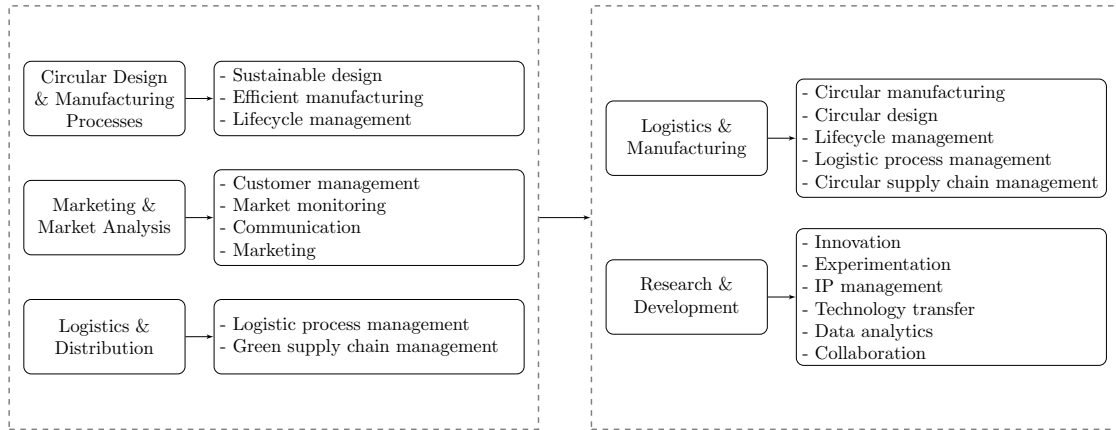 Circular Design
& Manufacturing
Processes
- Sustainable design
- Efficient manufacturing
- Lifecycle management
Marketing &
Market Analysis
- Customer management
- Market monitoring
- Communication
- Marketing
Logistics &
Distribution
- Logistic process management
- Green supply chain management
Logistics &
Manufacturing
- Circular manufacturing
- Circular design
- Lifecycle management
- Logistic process management
- Circular supply chain management
Research &
Development
- Innovation
- Experimentation
- IP management
- Technology transfer
- Data analytics
- Collaboration